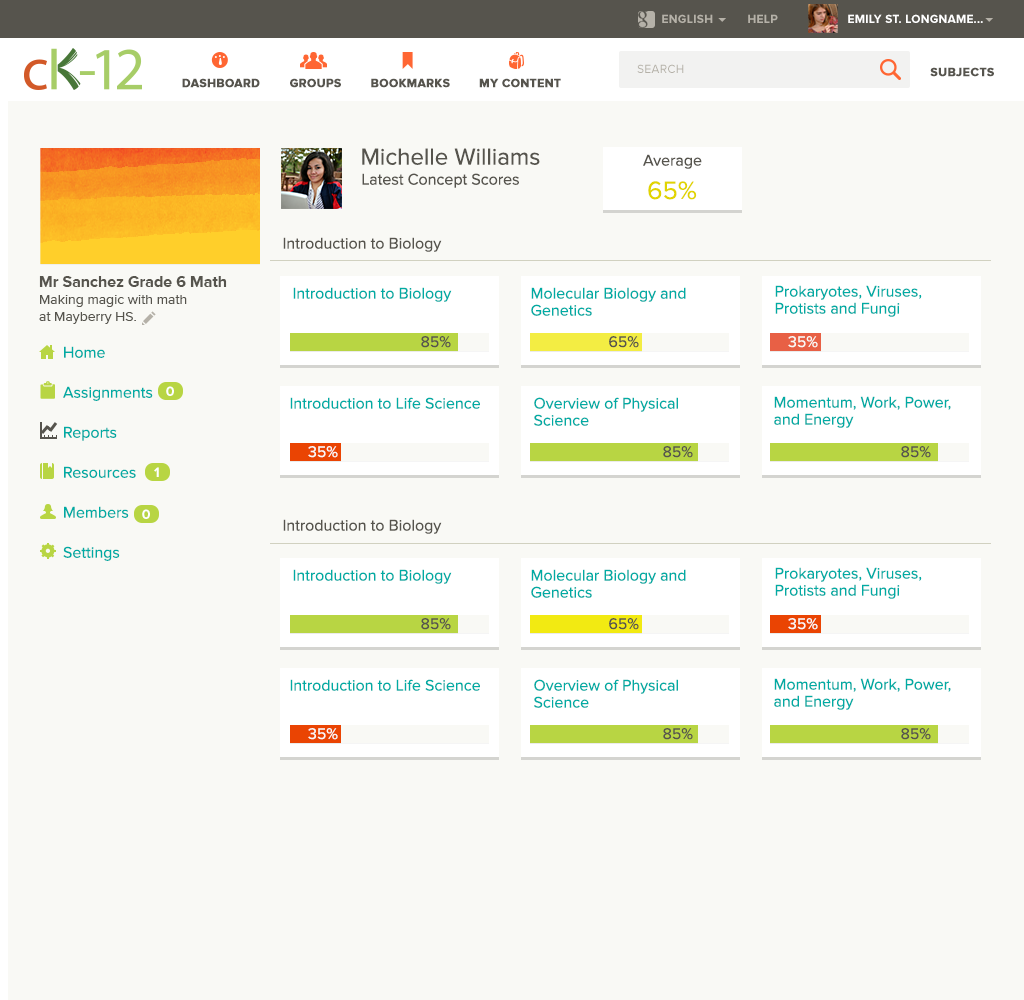 ENGLISH
HELP
EMILY ST. LONGNAME...
cK-12
DASHBOARD
GROUPS
BOOKMARKS
MY CONTENT
SEARCH
SUBJECTS
Mr Sanchez Grade 6 Math
Making magic with math
at Mayberry HS.
Home
Assignments 0
Reports
Resources 1
Members 0
Settings
Michelle Williams
Latest Concept Scores
Average
65%
Introduction to Biology
Introduction to Biology
85%
Molecular Biology and
Genetics
65%
Prokaryotes, Viruses,
Protists and Fungi
35%
Introduction to Life Science
35%
Overview of Physical
Science
85%
Momentum, Work, Power,
and Energy
85%
Introduction to Biology
Introduction to Biology
85%
Molecular Biology and
Genetics
65%
Prokaryotes, Viruses,
Protists and Fungi
35%
Introduction to Life Science
35%
Overview of Physical
Science
85%
Momentum, Work, Power,
and Energy
85%